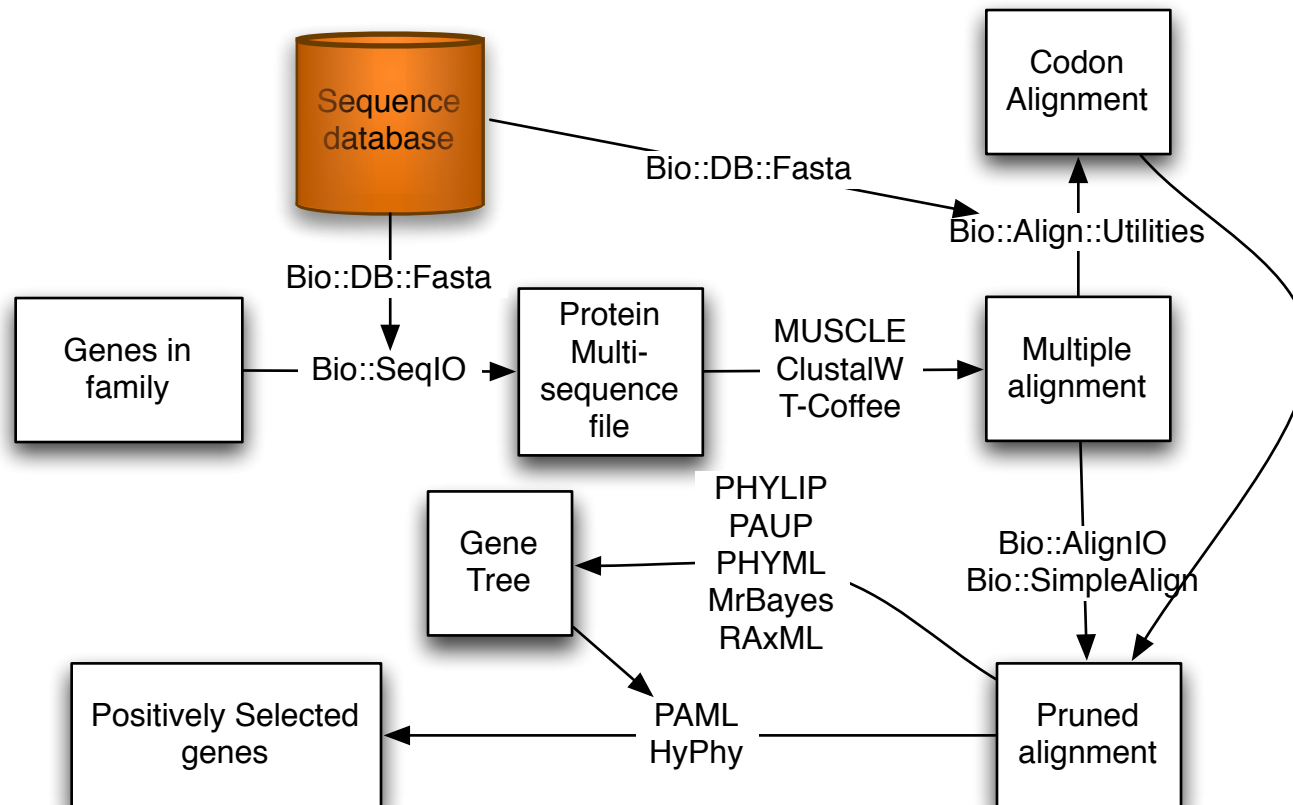 Sequence
database
Codon
Alignment
Bio::DB::Fasta
Bio::Align::Utilities
Bio::DB::Fasta
Genes in
family
Bio::SeqIO
Protein
Multi-
sequence
file
MUSCLE
ClustalW
T-Coffee
Multiple
alignment
Gene
Tree
PHYLIP
PAUP
PHYML
MrBayes
RAxML
Bio::AlignIO
Bio::SimpleAlign
Positively Selected
genes
PAML
HyPhy
Pruned
alignment